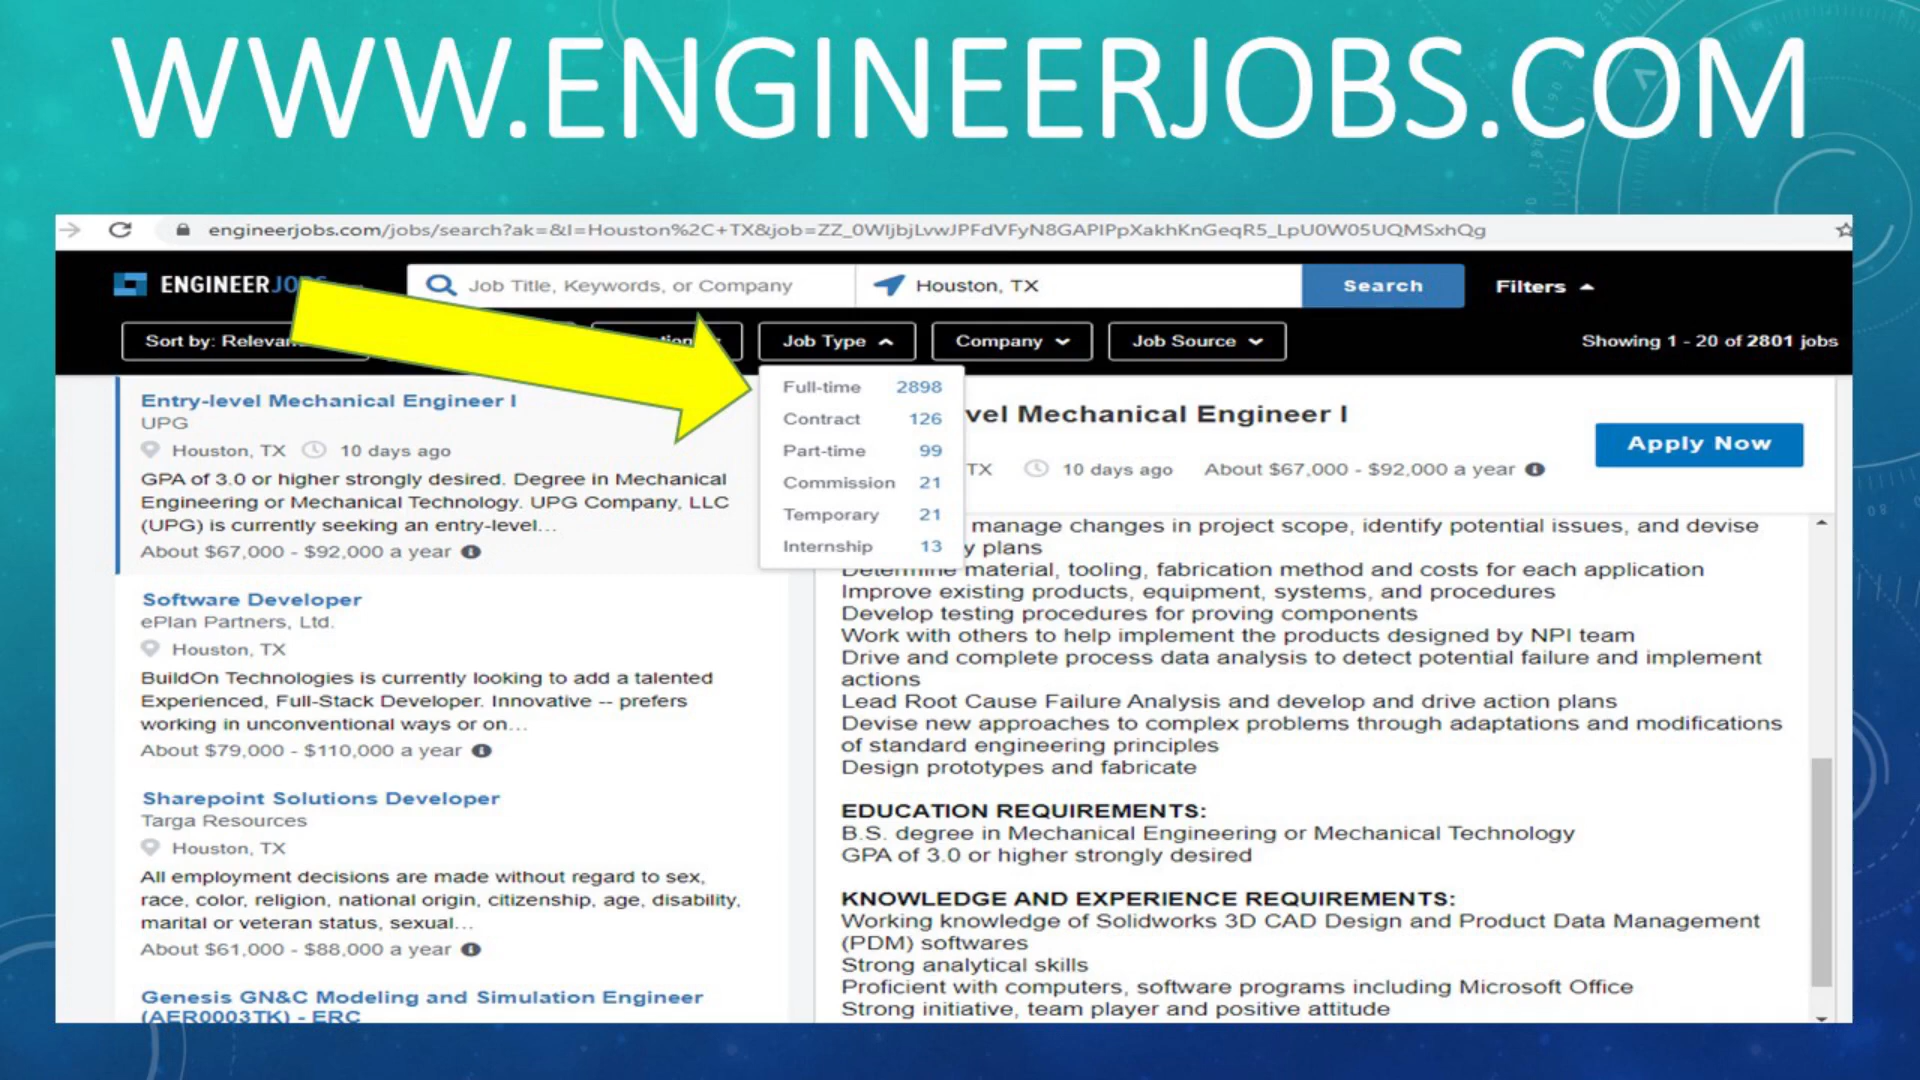 WWW.ENGINEERJOBS.COM
engineerjobs.com/jobs/search?ak=&l=Houston%2C+TX&job=ZZ_0WIjbjLvwJPFdVFyN8GAPIPpXakhKnGeqR5_LpU0W05UQMSxhQg
ENGINEERJO
Job Title, Keywords, or Company
Houston, TX
Search
Filters
Sort by:
Job Type
Company
Job Source
Showing 1 - 20 of 2801 jobs
Full-time 2898
Contract 126
Part-time 99
Commission 21
Temporary 21
Internship 13
Entry-level Mechanical Engineer I
UPG
Houston, TX 10 days ago
GPA of 3.0 or higher strongly desired. Degree in Mechanical
Engineering or Mechanical Technology. UPG Company, LLC
(UPG) is currently seeking an entry-level...
About $67,000 - $92,000 a year
Software Developer
ePlan Partners, Ltd.
Houston, TX
BuildOn Technologies is currently looking to add a talented
Experienced, Full-Stack Developer. Innovative -- prefers
working in unconventional ways or on...
About $79,000 - $110,000 a year
Sharepoint Solutions Developer
Targa Resources
Houston, TX
All employment decisions are made without regard to sex,
race, color, religion, national origin, citizenship, age, disability,
marital or veteran status, sexual...
About $61,000 - $88,000 a year
Genesis GN&C Modeling and Simulation Engineer
(AER0003TK) - ERC
vel Mechanical Engineer I
TX 10 days ago About $67,000 - $92,000 a year
Apply Now
manage changes in project scope, identify potential issues, and devise
y plans
Determine material, tooling, fabrication method and costs for each application
Improve existing products, equipment, systems, and procedures
Develop testing procedures for proving components
Work with others to help implement the products designed by NPI team
Drive and complete process data analysis to detect potential failure and implement
actions
Lead Root Cause Failure Analysis and develop and drive action plans
Devise new approaches to complex problems through adaptations and modifications
of standard engineering principles
Design prototypes and fabricate
EDUCATION REQUIREMENTS:
B.S. degree in Mechanical Engineering or Mechanical Technology
GPA of 3.0 or higher strongly desired
KNOWLEDGE AND EXPERIENCE REQUIREMENTS:
Working knowledge of Solidworks 3D CAD Design and Product Data Management
(PDM) softwares
Strong analytical skills
Proficient with computers, software programs including Microsoft Office
Strong initiative, team player and positive attitude